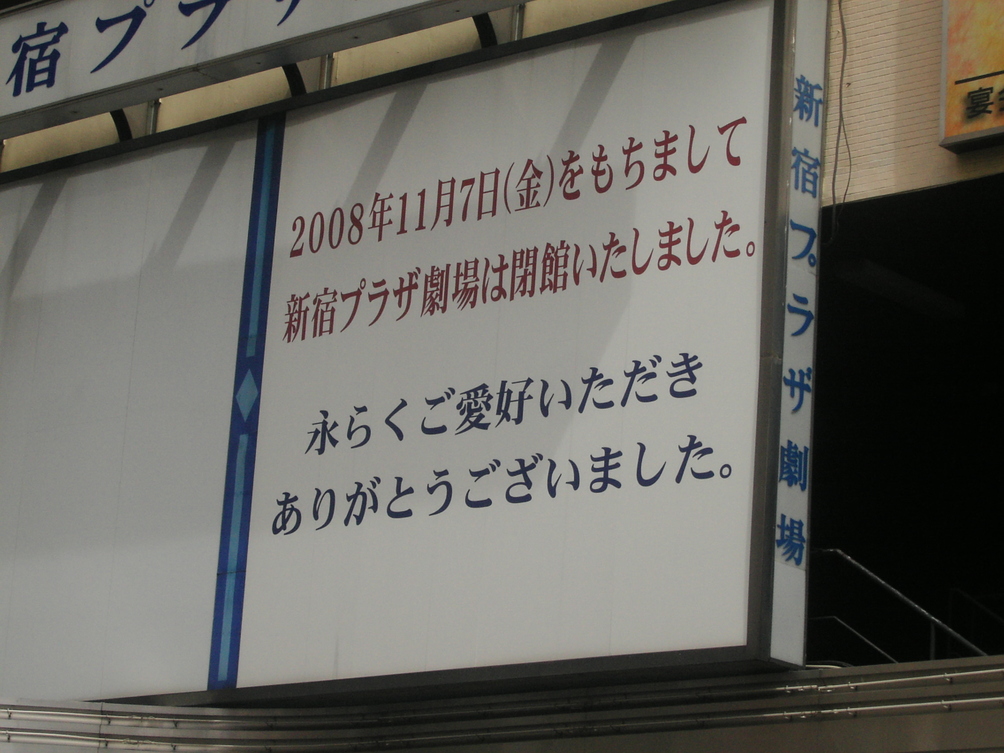 宿プラ
2008年11月7日(金)をもちまして
新宿プラザ劇場は閉館いたしました。
永らくご愛好いただき
ありがとうございました。
新宿プラザ劇場
宴会